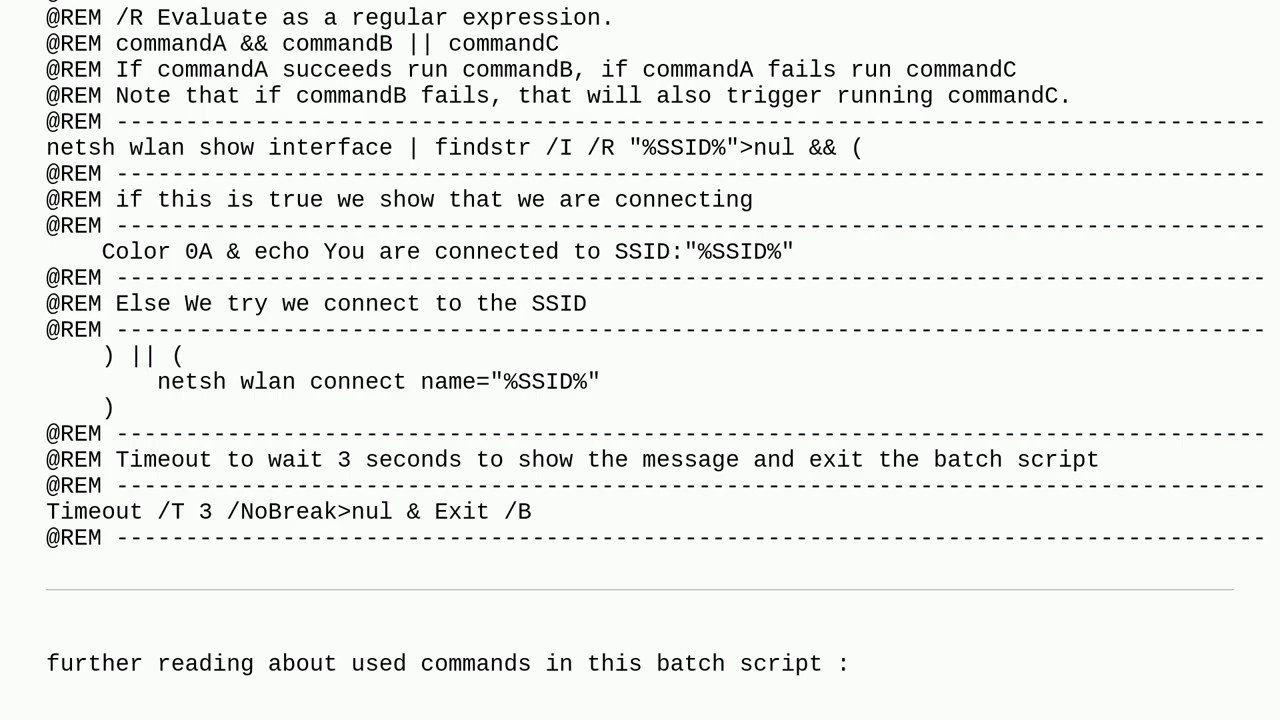 @REM /R Evaluate as a regular expression.
@REM commandA && commandB || commandC
@REM If commandA succeeds run commandB, if commandA fails run commandC
@REM Note that if commandB fails, that will also trigger running commandC.
@REM -----------------------------------------------------------------------------------
netsh wlan show interface | findstr /I /R "%SSID%">nul && (
@REM -----------------------------------------------------------------------------------
@REM if this is true we show that we are connecting
@REM -----------------------------------------------------------------------------------
    Color 0A & echo You are connected to SSID:"%SSID%"
@REM -----------------------------------------------------------------------------------
@REM Else We try we connect to the SSID
@REM -----------------------------------------------------------------------------------
    ) || (
        netsh wlan connect name="%SSID%"
    )
@REM -----------------------------------------------------------------------------------
@REM Timeout to wait 3 seconds to show the message and exit the batch script
@REM -----------------------------------------------------------------------------------
Timeout /T 3 /NoBreak>nul & Exit /B
@REM -----------------------------------------------------------------------------------
further reading about used commands in this batch script :